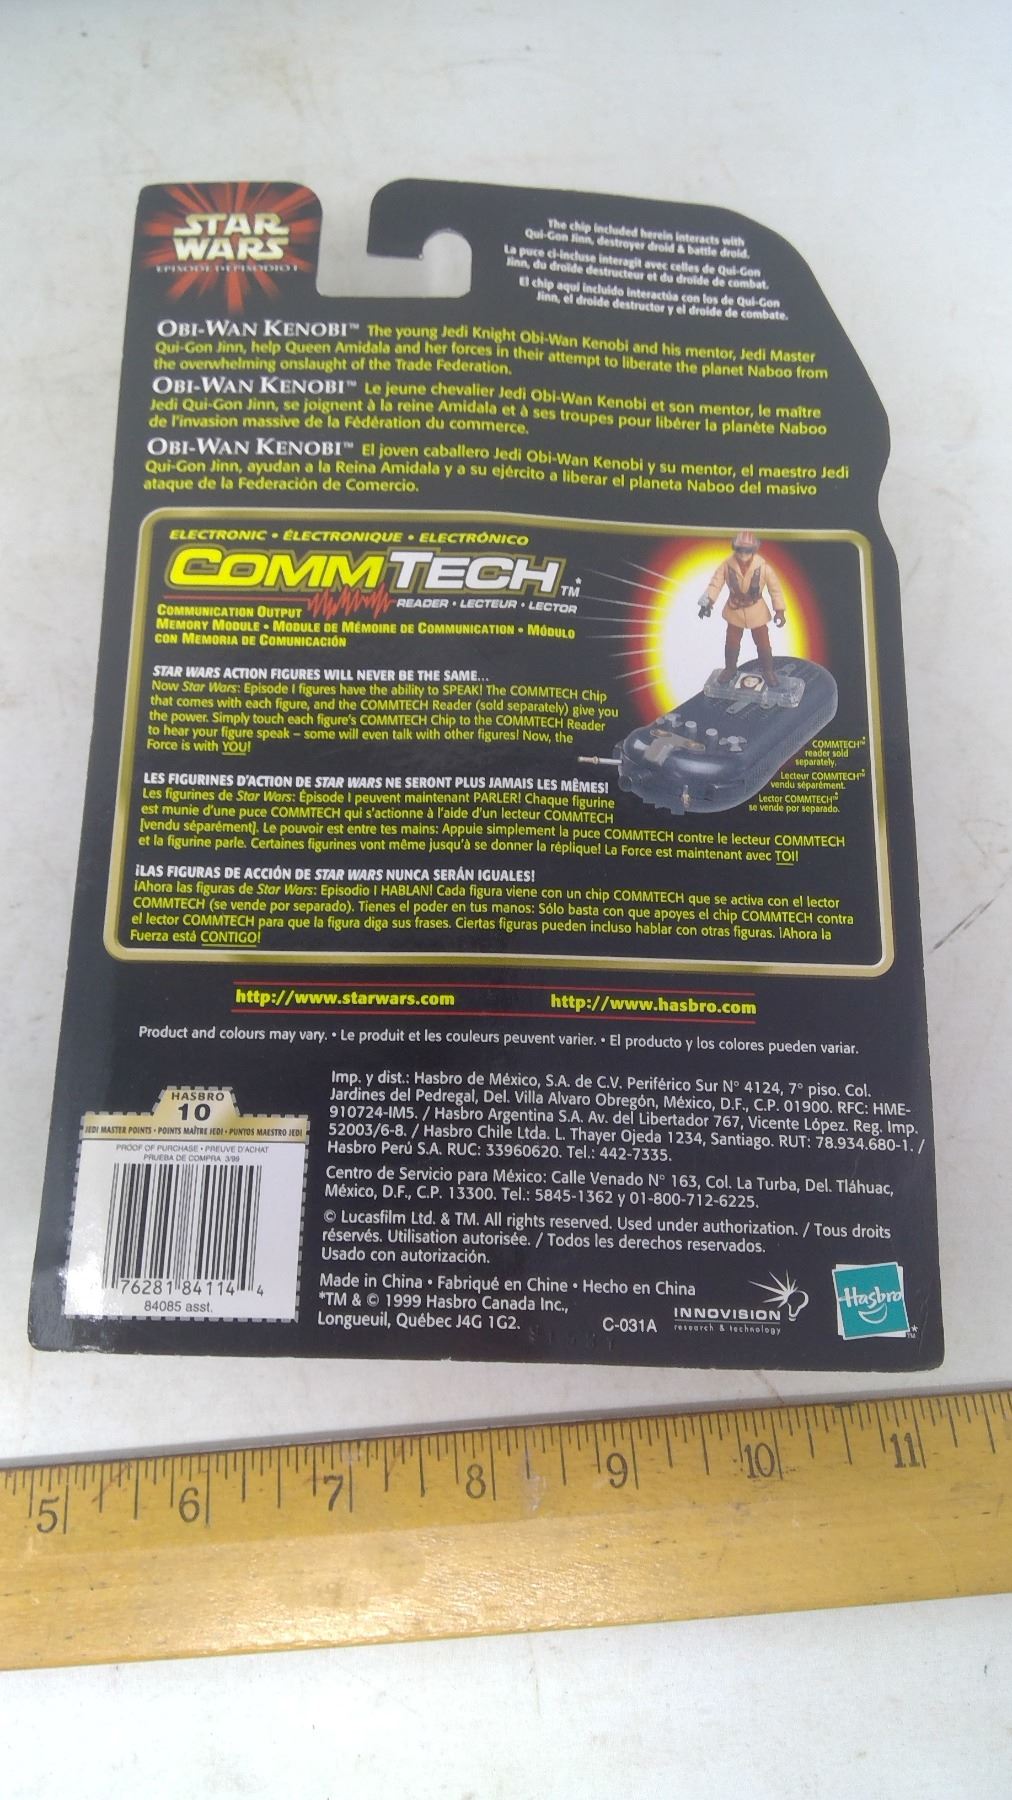 STAR
WARS
EPISODE I EPISODIO I
The chip included herein interacts with
Qui-Gon Jinn, destroyer droid & battle droid.
La puce ci-incluse interagit avec celles de Qui-Gon
Jinn, du droïde destructeur et du droïde de combat.
El chip aquí incluido interactúa con los de Qui-Gon
Jinn, el droide destructor y el droide de combate.
OBI-WAN KENOBI™ The young Jedi Knight Obi-Wan Kenobi and his mentor, Jedi Master
Qui-Gon Jinn, help Queen Amidala and her forces in their attempt to liberate the planet Naboo from
the overwhelming onslaught of the Trade Federation.
OBI-WAN KENOBI™ Le jeune chevalier Jedi Obi-Wan Kenobi et son mentor, le maître
Jedi Qui-Gon Jinn, se joignent à la reine Amidala et à ses troupes pour libérer la planète Naboo
de l'invasion massive de la Fédération du commerce.
OBI-WAN KENOBI™ El joven caballero Jedi Obi-Wan Kenobi y su mentor, el maestro Jedi
Qui-Gon Jinn, ayudan a la Reina Amidala y a su ejército a liberar el planeta Naboo del masivo
ataque de la Federación de Comercio.
ELECTRONIC • ÉLECTRONIQUE • ELECTRÓNICO
COMMTECH™*
READER • LECTEUR • LECTOR
COMMUNICATION OUTPUT
MEMORY MODULE • MODULE DE MÉMOIRE DE COMMUNICATION • MÓDULO
CON MEMORIA DE COMUNICACIÓN
STAR WARS ACTION FIGURES WILL NEVER BE THE SAME...
Now Star Wars: Episode I figures have the ability to SPEAK! The COMMTECH Chip
that comes with each figure, and the COMMTECH Reader (sold separately) give you
the power. Simply touch each figure's COMMTECH Chip to the COMMTECH Reader
to hear your figure speak – some will even talk with other figures! Now, the
Force is with YOU!
COMMTECH™
reader sold
separately.
Lecteur COMMTECH™
vendu séparément.
Lector COMMTECH™
se vende por separado.
LES FIGURINES D'ACTION DE STAR WARS NE SERONT PLUS JAMAIS LES MÊMES!
Les figurines de Star Wars: Épisode I peuvent maintenant PARLER! Chaque figurine
est munie d'une puce COMMTECH qui s'actionne à l'aide d'un lecteur COMMTECH
[vendu séparément]. Le pouvoir est entre tes mains: Appuie simplement la puce COMMTECH contre le lecteur COMMTECH
et la figurine parle. Certaines figurines vont même jusqu'à se donner la réplique! La Force est maintenant avec TOI!
¡LAS FIGURAS DE ACCIÓN DE STAR WARS NUNCA SERÁN IGUALES!
¡Ahora las figuras de Star Wars: Episodio I HABLAN! Cada figura viene con un chip COMMTECH que se activa con el lector
COMMTECH (se vende por separado). Tienes el poder en tus manos: Sólo basta con que apoyes el chip COMMTECH contra
el lector COMMTECH para que la figura diga sus frases. Ciertas figuras pueden incluso hablar con otras figuras. ¡Ahora la
Fuerza está CONTIGO!
http://www.starwars.com http://www.hasbro.com
Product and colours may vary. • Le produit et les couleurs peuvent varier. • El producto y los colores pueden variar.
HASBRO
10
JEDI MASTER POINTS • POINTS MAÎTRE JEDI • PUNTOS MAESTRO JEDI
PROOF OF PURCHASE • PREUVE D'ACHAT
PRUEBA DE COMPRA 3/99
76281 84114 4
84085 asst.
Imp. y dist.: Hasbro de México, S.A. de C.V. Periférico Sur Nº 4124, 7º piso. Col.
Jardines del Pedregal, Del. Villa Alvaro Obregón, México, D.F., C.P. 01900. RFC: HME-
910724-IM5. / Hasbro Argentina S.A. Av. del Libertador 767, Vicente López. Reg. Imp.
52003/6-8. / Hasbro Chile Ltda. L. Thayer Ojeda 1234, Santiago. RUT: 78.934.680-1. /
Hasbro Perú S.A. RUC: 33960620. Tel.: 442-7335.
Centro de Servicio para México: Calle Venado Nº 163, Col. La Turba, Del. Tláhuac,
México, D.F., C.P. 13300. Tel.: 5845-1362 y 01-800-712-6225.
© Lucasfilm Ltd. & TM. All rights reserved. Used under authorization. / Tous droits
réservés. Utilisation autorisée. / Todos los derechos reservados.
Usado con autorización.
Made in China • Fabriqué en Chine • Hecho en China
*TM & © 1999 Hasbro Canada Inc.,
Longueuil, Québec J4G 1G2.
C-031A
INNOVISION
research & technology
Hasbro
™*
5 6 7 8 9 10 11